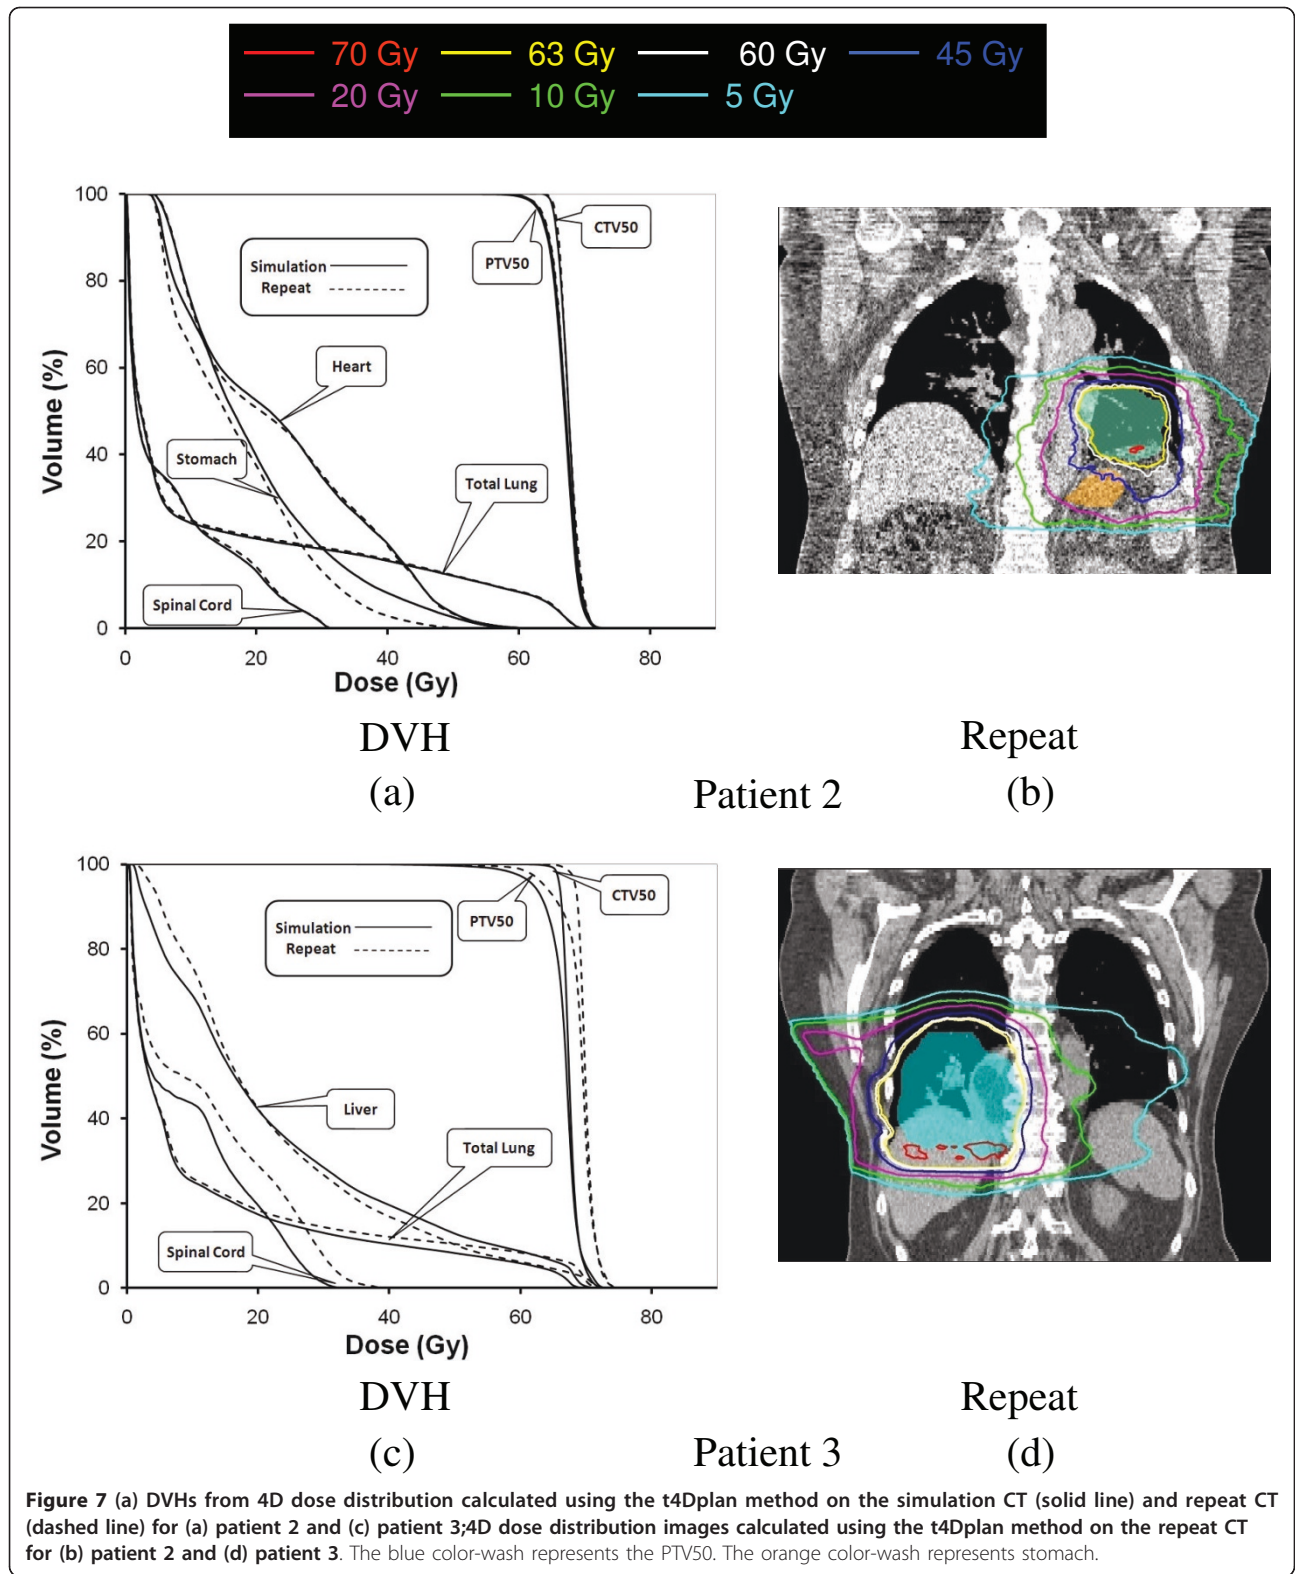 70 Gy 63 Gy 60 Gy 45 Gy
20 Gy 10 Gy 5 Gy
100
80
60
40
20
0
Volume (%)
Simulation
Repeat
CTV50
PTV50
Heart
Stomach
Total Lung
Spinal Cord
0 20 40 60 80
Dose (Gy)
DVH
(a)
Repeat
(b)
Patient 2
100
80
60
40
20
0
Volume (%)
Simulation
Repeat
CTV50
PTV50
Liver
Total Lung
Spinal Cord
0 20 40 60 80
Dose (Gy)
DVH
(c)
Repeat
(d)
Patient 3
Figure 7 (a) DVHs from 4D dose distribution calculated using the t4Dplan method on the simulation CT (solid line) and repeat CT
(dashed line) for (a) patient 2 and (c) patient 3;4D dose distribution images calculated using the t4Dplan method on the repeat CT
for (b) patient 2 and (d) patient 3. The blue color-wash represents the PTV50. The orange color-wash represents stomach.